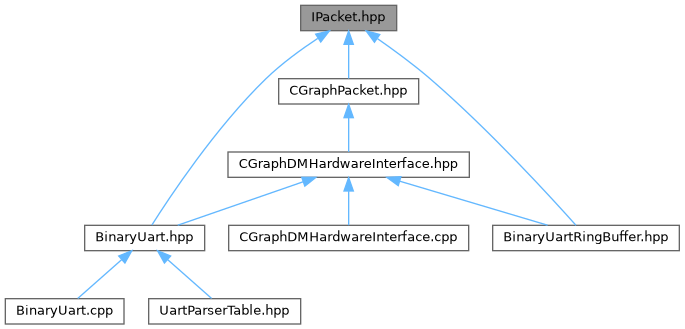 IPacket.hpp
CGraphPacket.hpp
CGraphDMHardwareInterface.hpp
BinaryUart.hpp
CGraphDMHardwareInterface.cpp
BinaryUartRingBuffer.hpp
BinaryUart.cpp
UartParserTable.hpp